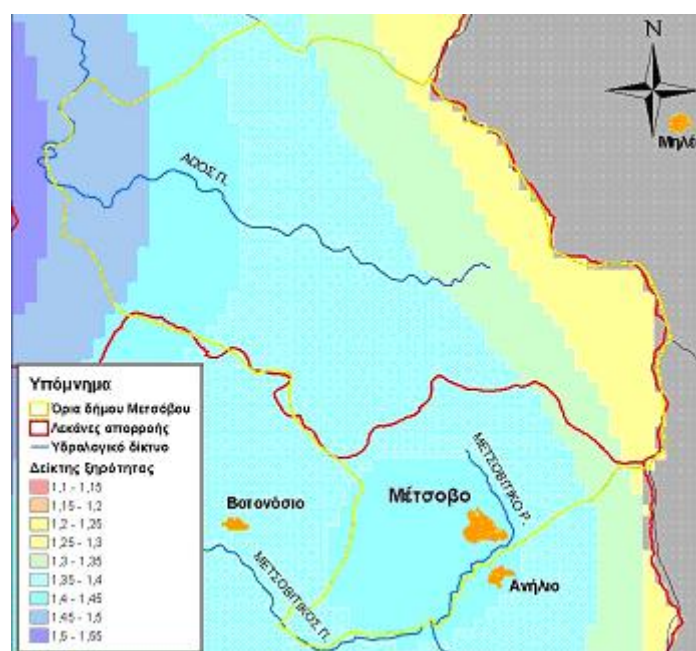 N
Μηλέ
ΑΩΟΣ Π.
Υπόμνημα
Όρια δήμου Μετσόβου
Λεκάνες απορροής
Υδρολογικό δίκτυο
Δείκτης ξηρότητας
1,1 - 1,15
1,15 - 1,2
1,2 - 1,25
1,25 - 1,3
1,3 - 1,35
1,35 - 1,4
1,4 - 1,45
1,45 - 1,5
1,5 - 1,55
Βοτονόσιο
ΜΕΤΣΟΒΙΤΙΚΟΣ Π.
Μέτσοβο
ΜΕΤΣΟΒΙΤΙΚΟ Ρ.
Ανήλιο